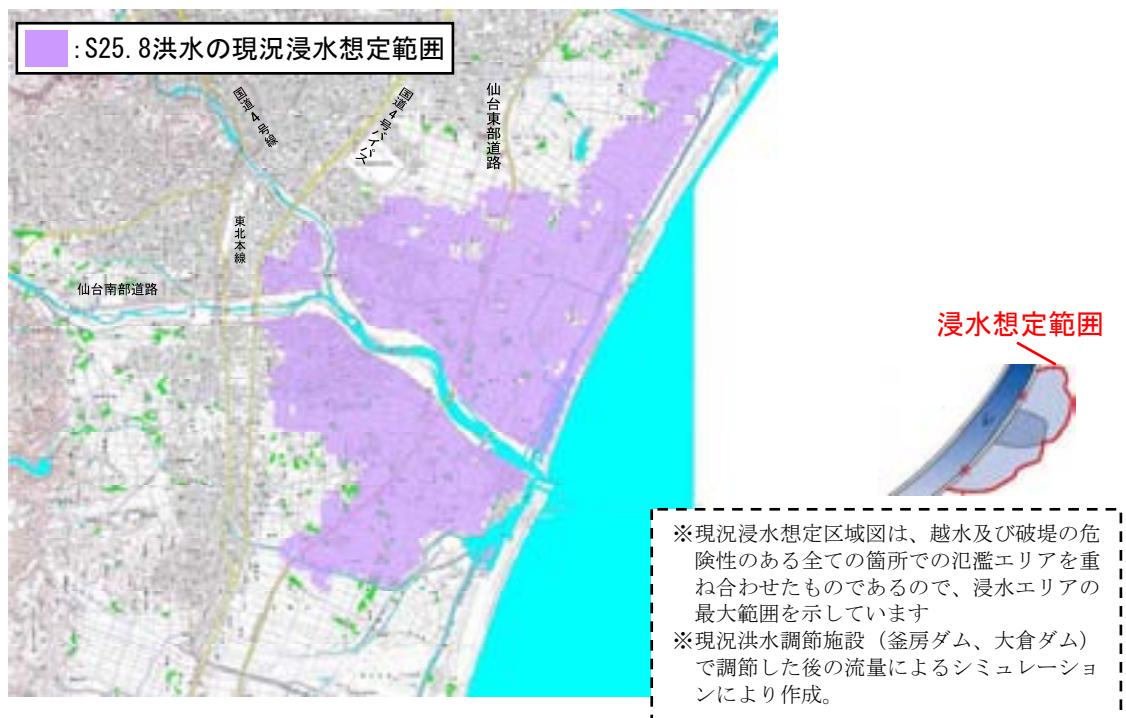 :S25.8洪水の現況浸水想定範囲
国道4号線
国道4号バイパス
仙台東部道路
東北本線
仙台南部道路
浸水想定範囲
※現況浸水想定区域図は、越水及び破堤の危
険性のある全ての箇所での氾濫エリアを重
ね合わせたものであるので、浸水エリアの
最大範囲を示しています
※現況洪水調節施設（釜房ダム、大倉ダム）
で調節した後の流量によるシミュレーショ
ンにより作成。